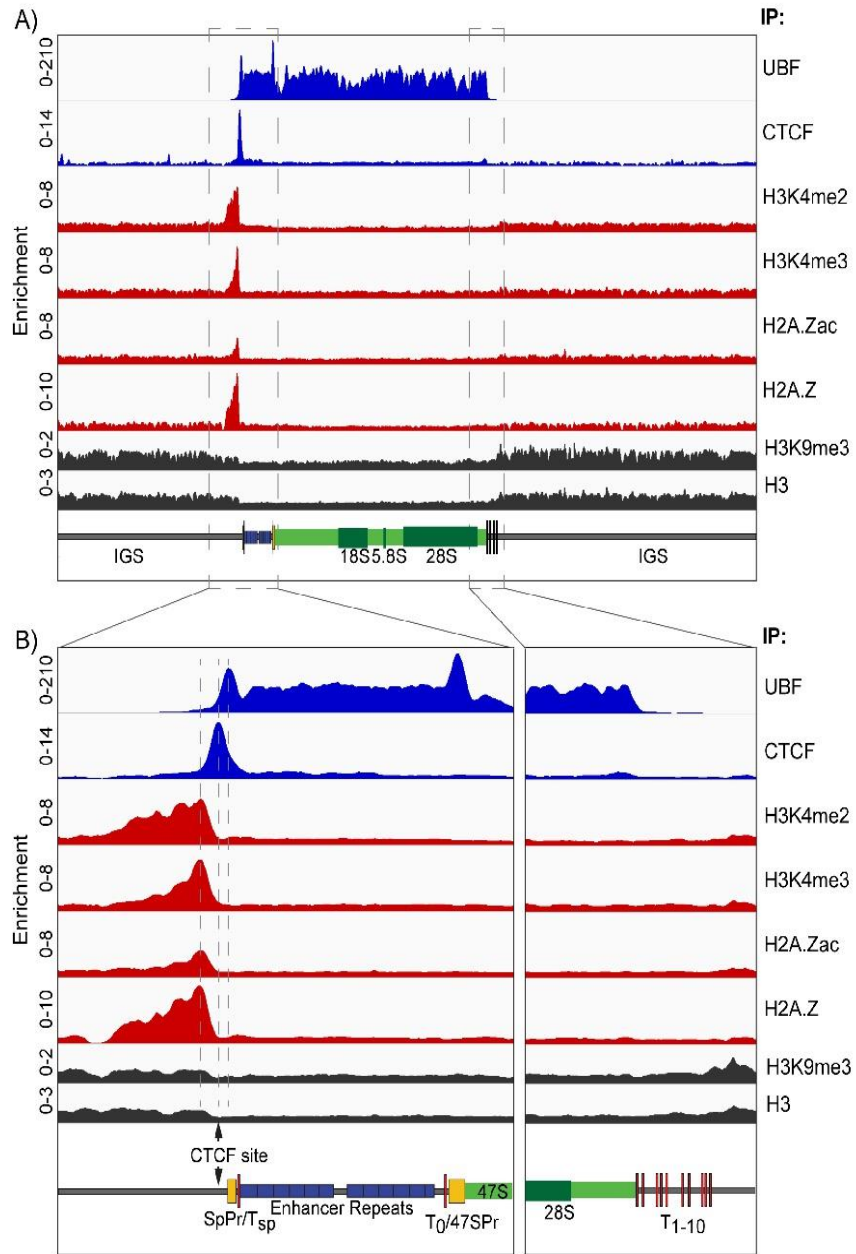 A)
IP:
0-210
UBF
0-14
CTCF
0-8
H3K4me2
0-8
H3K4me3
0-8
H2A.Zac
0-10
H2A.Z
0-2
H3K9me3
0-3
H3
Enrichment
IGS
18S
5.8S
28S
IGS
B)
IP:
0-210
UBF
0-14
CTCF
0-8
H3K4me2
0-8
H3K4me3
0-8
H2A.Zac
0-10
H2A.Z
0-2
H3K9me3
0-3
H3
Enrichment
CTCF site
47S
28S
SpPr/Tsp
Enhancer Repeats
T0/47SPr
T1-10